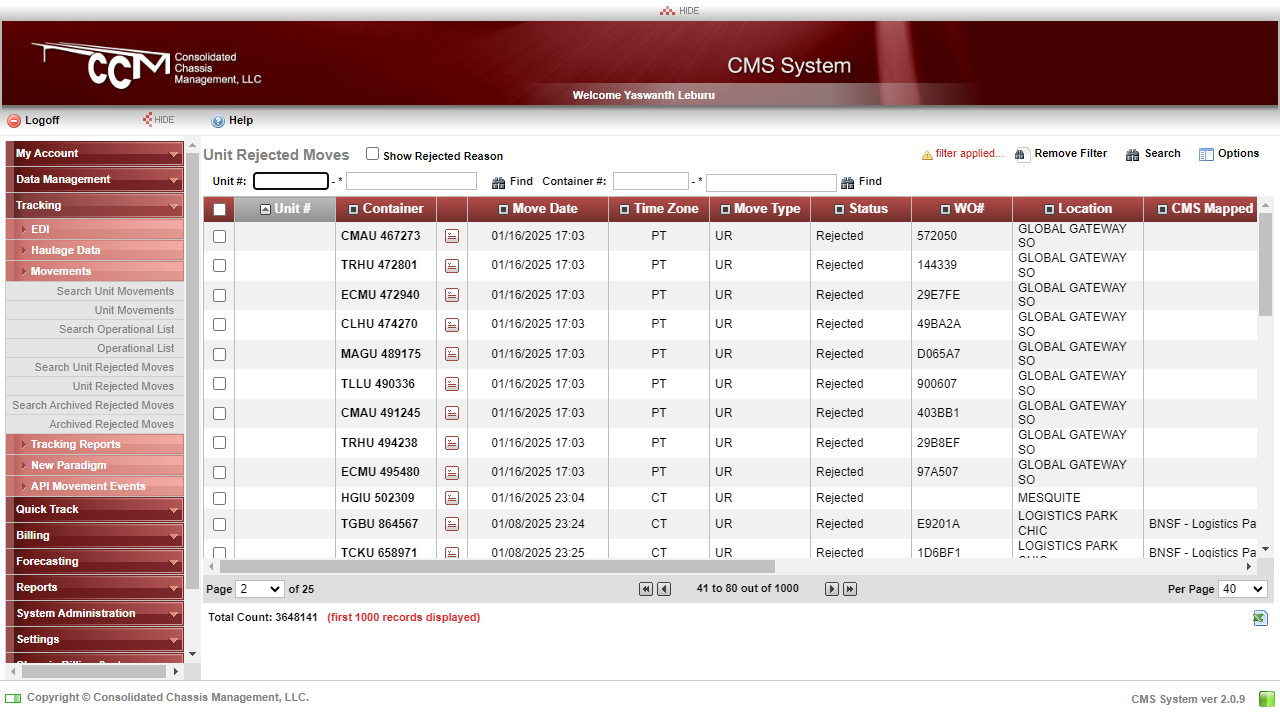 HIDE
CCM Consolidated
Chassis
Management, LLC
CMS System
Welcome Yaswanth Leburu
Logoff
HIDE
Help
My Account
Data Management
Tracking
EDI
Haulage Data
Movements
Search Unit Movements
Unit Movements
Search Operational List
Operational List
Search Unit Rejected Moves
Unit Rejected Moves
Search Archived Rejected Moves
Archived Rejected Moves
Tracking Reports
New Paradigm
API Movement Events
Quick Track
Billing
Forecasting
Reports
System Administration
Settings
Unit Rejected Moves Show Rejected Reason filter applied... Remove Filter Search Options
Unit #: - * Find Container #: - * Find
Unit # Container Move Date Time Zone Move Type Status WO# Location CMS Mapped
CMAU 467273 01/16/2025 17:03 PT UR Rejected 572050 GLOBAL GATEWAY SO
TRHU 472801 01/16/2025 17:03 PT UR Rejected 144339 GLOBAL GATEWAY SO
ECMU 472940 01/16/2025 17:03 PT UR Rejected 29E7FE GLOBAL GATEWAY SO
CLHU 474270 01/16/2025 17:03 PT UR Rejected 49BA2A GLOBAL GATEWAY SO
MAGU 489175 01/16/2025 17:03 PT UR Rejected D065A7 GLOBAL GATEWAY SO
TLLU 490336 01/16/2025 17:03 PT UR Rejected 900607 GLOBAL GATEWAY SO
CMAU 491245 01/16/2025 17:03 PT UR Rejected 403BB1 GLOBAL GATEWAY SO
TRHU 494238 01/16/2025 17:03 PT UR Rejected 29B8EF GLOBAL GATEWAY SO
ECMU 495480 01/16/2025 17:03 PT UR Rejected 97A507 GLOBAL GATEWAY SO
HGIU 502309 01/16/2025 23:04 CT UR Rejected MESQUITE
TGBU 864567 01/08/2025 23:24 CT UR Rejected E9201A LOGISTICS PARK CHIC BNSF - Logistics Pa
TCKU 658971 01/08/2025 23:25 CT UR Rejected 1D6BF1 LOGISTICS PARK BNSF - Logistics Pa
Page 2 of 25 41 to 80 out of 1000 Per Page 40
Total Count: 3648141 (first 1000 records displayed)
Copyright © Consolidated Chassis Management, LLC. CMS System ver 2.0.9